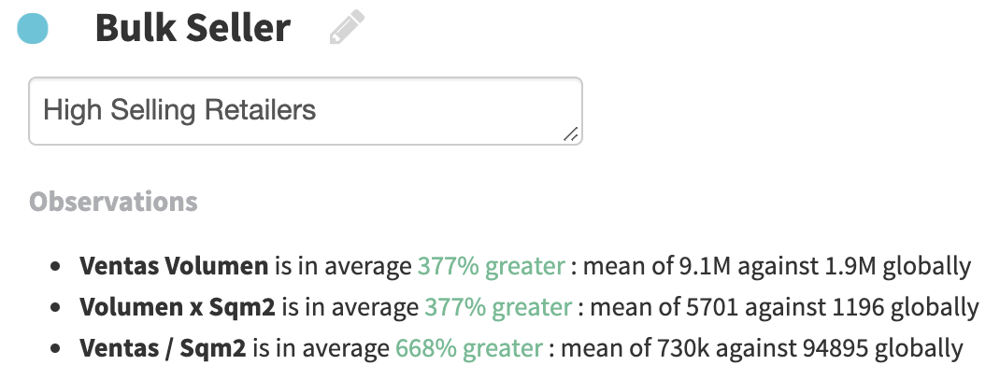 Bulk Seller
High Selling Retailers
Observations
Ventas Volumen is in average 377% greater : mean of 9.1M against 1.9M globally
Volumen x Sqm2 is in average 377% greater : mean of 5701 against 1196 globally
Ventas / Sqm2 is in average 668% greater : mean of 730k against 94895 globally